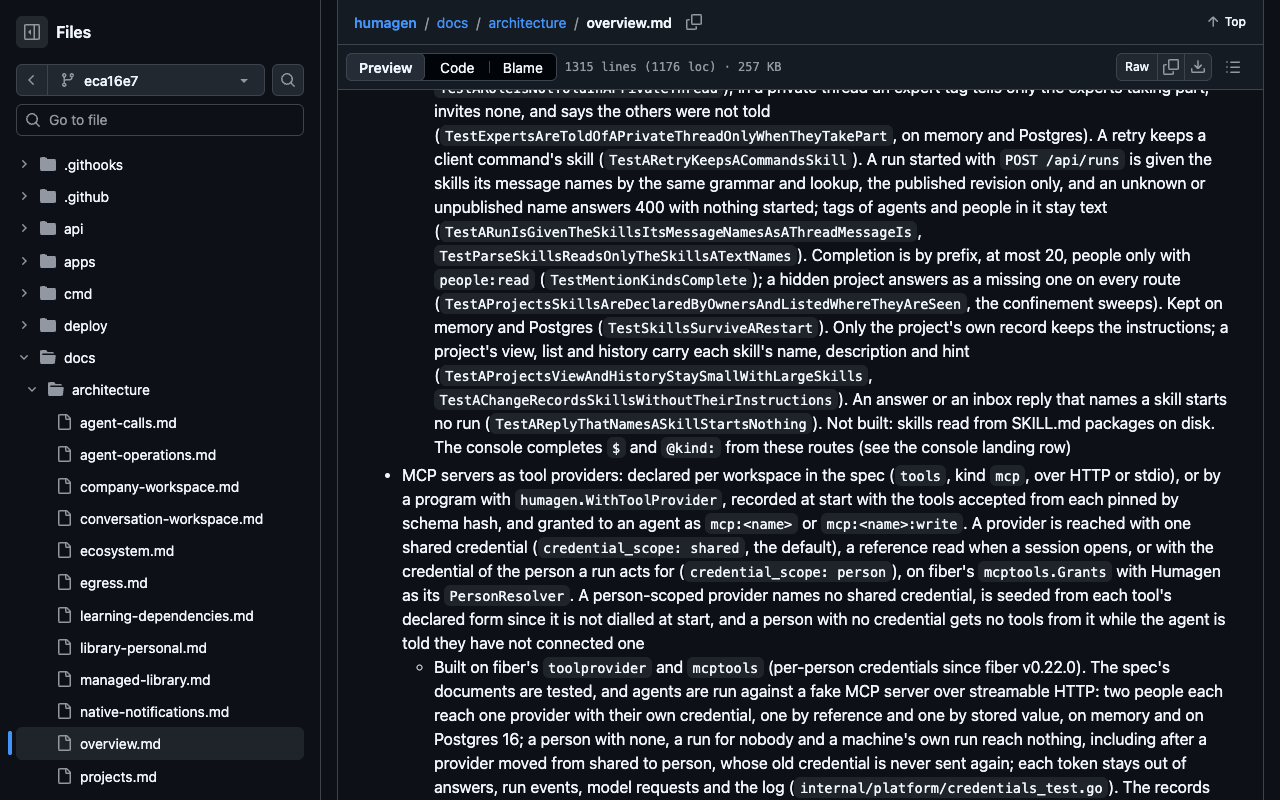 Files
humagen / docs / architecture / overview.md
Top
eca16e7
Preview Code Blame 1315 lines (1176 loc) · 257 KB
Raw
Go to file
.githooks
.github
api
apps
cmd
deploy
docs
architecture
agent-calls.md
agent-operations.md
company-workspace.md
conversation-workspace.md
ecosystem.md
egress.md
learning-dependencies.md
library-personal.md
managed-library.md
native-notifications.md
overview.md
projects.md
invites none, and says the others were not told
( TestExpertsAreToldOfAPrivateThreadOnlyWhenTheyTakePart , on memory and Postgres). A retry keeps a
client command's skill ( TestARetryKeepsACommandsSkill ). A run started with POST /api/runs is given the
skills its message names by the same grammar and lookup, the published revision only, and an unknown or
unpublished name answers 400 with nothing started; tags of agents and people in it stay text
( TestARunIsGivenTheSkillsItsMessageNamesAsAThreadMessageIs ,
TestParseSkillsReadsOnlyTheSkillsATextNames ). Completion is by prefix, at most 20, people only with
people:read ( TestMentionKindsComplete ); a hidden project answers as a missing one on every route
( TestAProjectsSkillsAreDeclaredByOwnersAndListedWhereTheyAreSeen , the confinement sweeps). Kept on
memory and Postgres ( TestSkillsSurviveARestart ). Only the project's own record keeps the instructions; a
project's view, list and history carry each skill's name, description and hint
( TestAProjectsViewAndHistoryStaySmallWithLargeSkills ,
TestAChangeRecordsSkillsWithoutTheirInstructions ). An answer or an inbox reply that names a skill starts
no run ( TestAReplyThatNamesASkillStartsNothing ). Not built: skills read from SKILL.md packages on disk.
The console completes $ and @kind: from these routes (see the console landing row)
• MCP servers as tool providers: declared per workspace in the spec ( tools , kind mcp , over HTTP or stdio), or by
a program with humagen.WithToolProvider , recorded at start with the tools accepted from each pinned by
schema hash, and granted to an agent as mcp:<name> or mcp:<name>:write . A provider is reached with one
shared credential ( credential_scope: shared , the default), a reference read when a session opens, or with the
credential of the person a run acts for ( credential_scope: person ), on fiber's mcptools.Grants with Humagen
as its PersonResolver . A person-scoped provider names no shared credential, is seeded from each tool's
declared form since it is not dialled at start, and a person with no credential gets no tools from it while the agent is
told they have not connected one
◦ Built on fiber's toolprovider and mcptools (per-person credentials since fiber v0.22.0). The spec's
documents are tested, and agents are run against a fake MCP server over streamable HTTP: two people each
reach one provider with their own credential, one by reference and one by stored value, on memory and on
Postgres 16; a person with none, a run for nobody and a machine's own run reach nothing, including after a
provider moved from shared to person, whose old credential is never sent again; each token stays out of
answers, run events, model requests and the log ( internal/platform/credentials_test.go ). The records